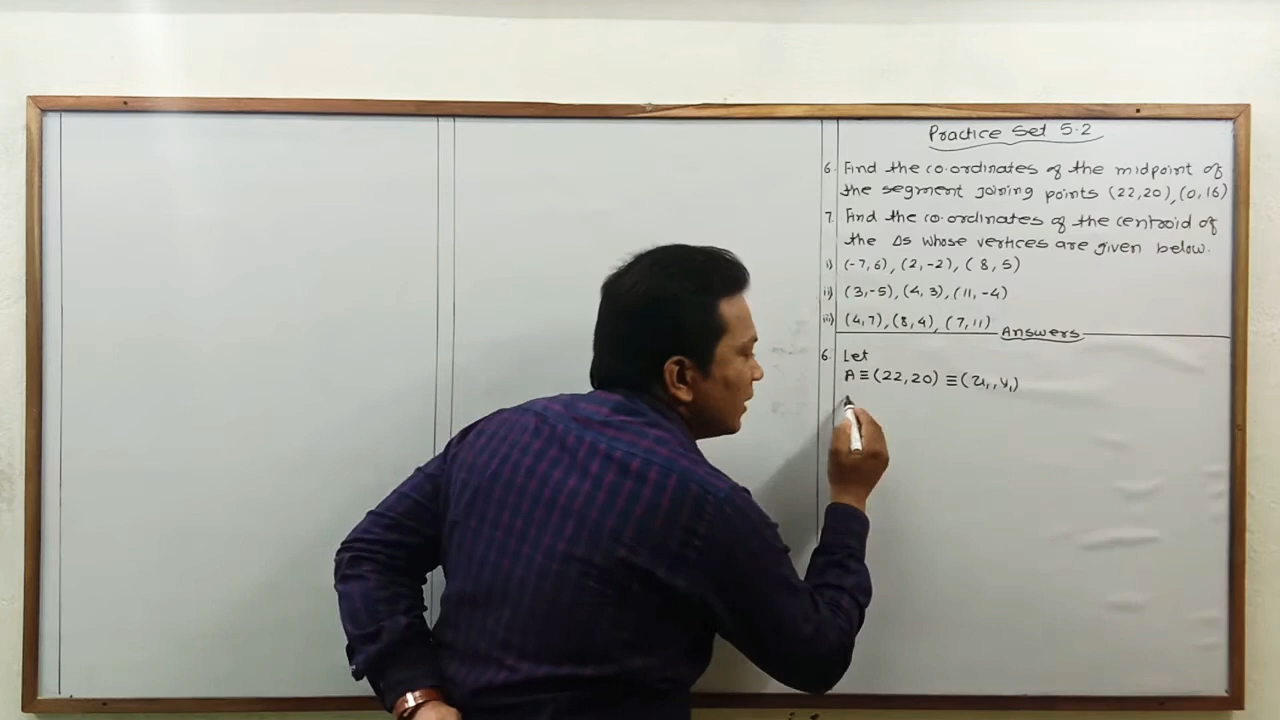 Practice Set 5.2
6. Find the co.ordinates of the midpoint of
the segment joining points (22,20),(0,16)
7. Find the co.ordinates of the centroid of
the Δs whose vertices are given below.
i) (-7,6), (2,-2), (8,5)
ii) (3,-5), (4,3), (11,-4)
iii) (4,7), (8,4), (7,11)
Answers
6. Let
A ≡ (22,20) ≡ (x₁, y₁)